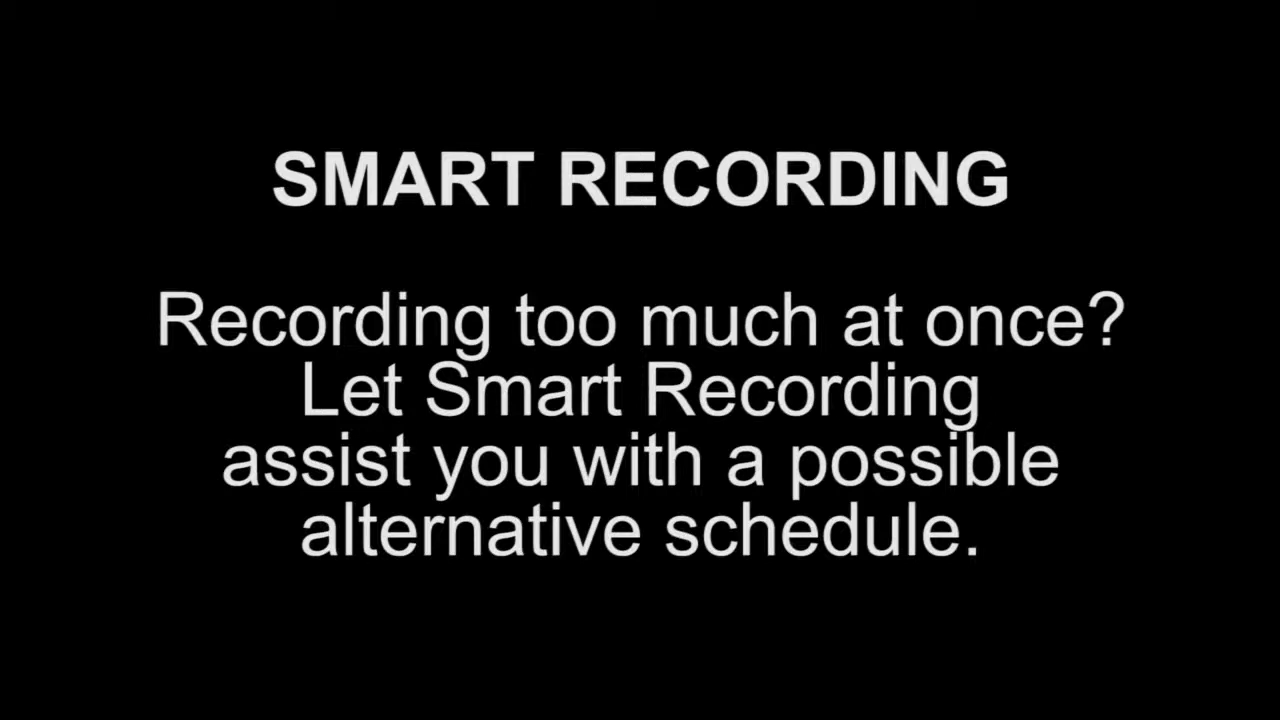 SMART RECORDING
Recording too much at once?
Let Smart Recording
assist you with a possible
alternative schedule.